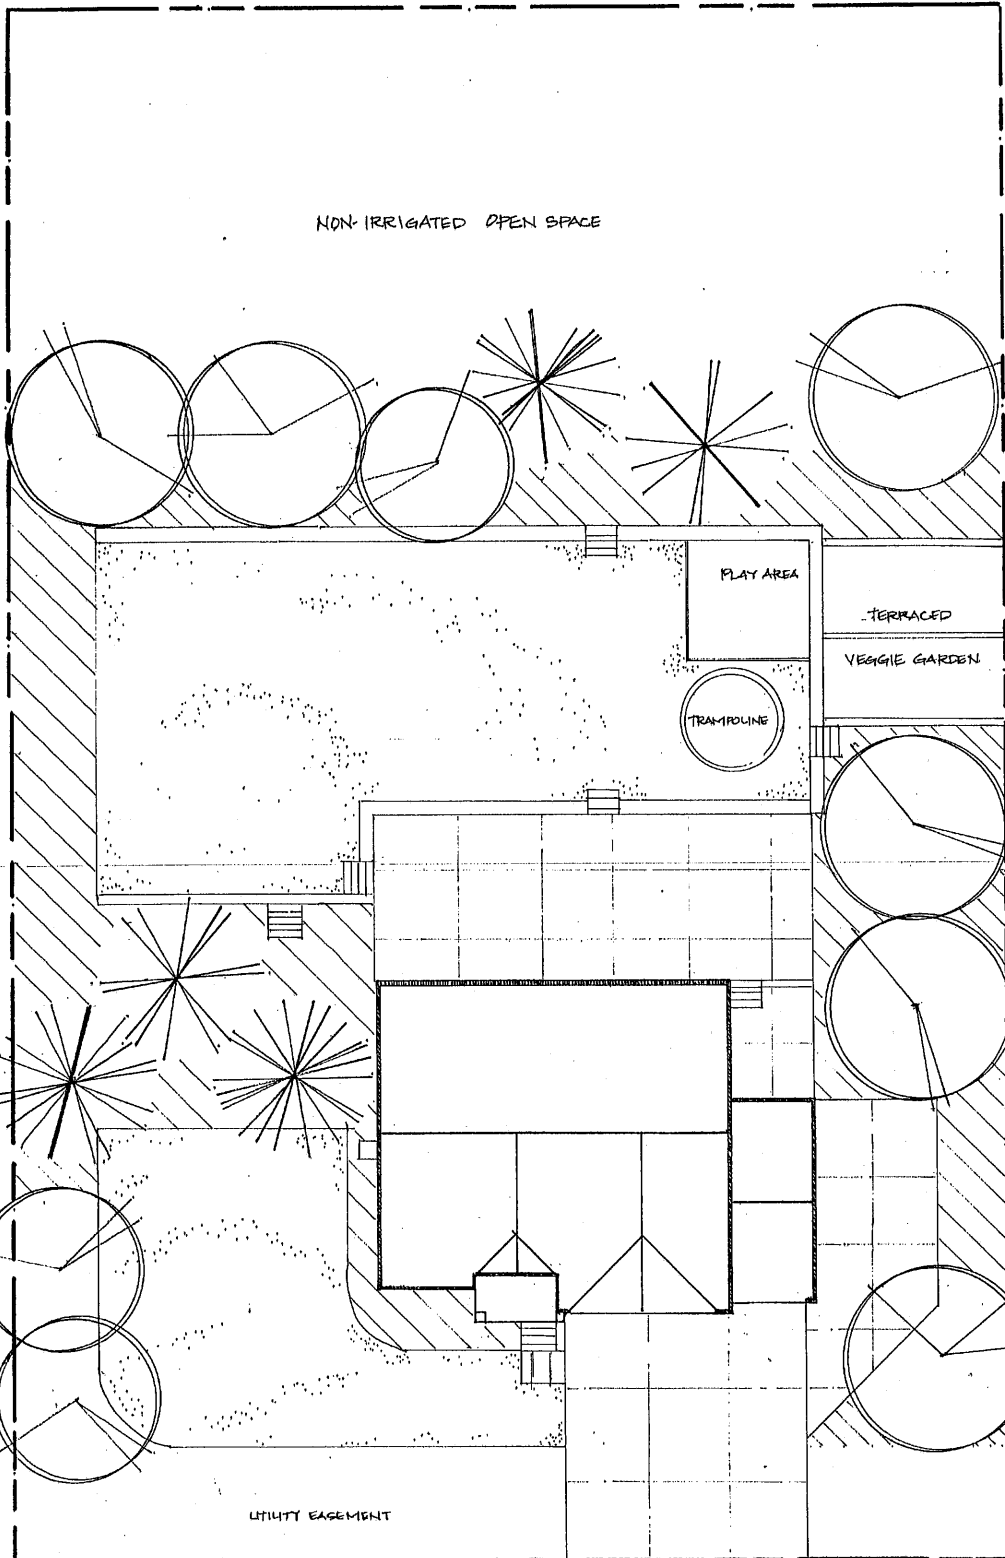 NON-IRRIGATED OPEN SPACE
PLAY AREA
TERRACED
VEGGIE GARDEN
TRAMPOLINE
UTILITY EASEMENT